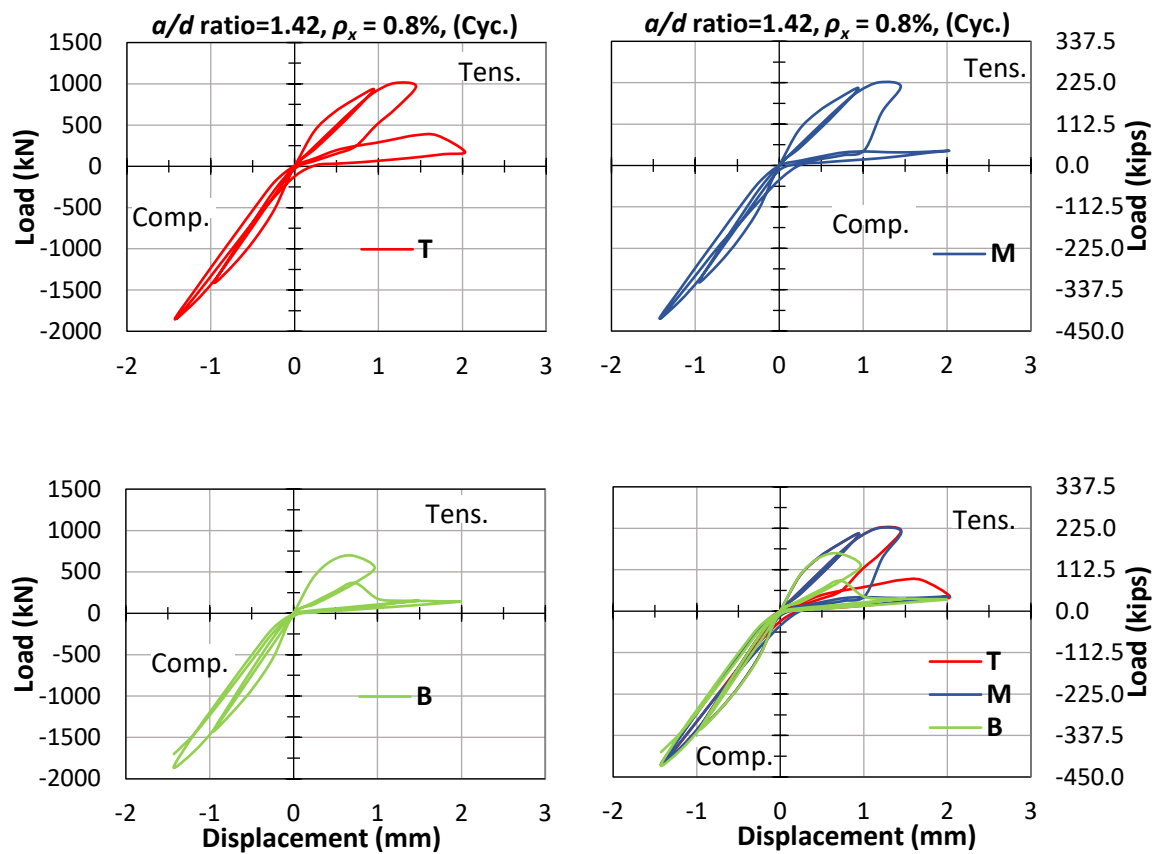 a/d ratio=1.42, ρx = 0.8%, (Cyc.)
1500
1000
500
0
-500
-1000
-1500
-2000
Load (kN)
Tens.
Comp.
T
-2 -1 0 1 2 3
a/d ratio=1.42, ρx = 0.8%, (Cyc.)
337.5
225.0
112.5
0.0
-112.5
-225.0
-337.5
-450.0
Load (kips)
Tens.
Comp.
M
-2 -1 0 1 2 3
1500
1000
500
0
-500
-1000
-1500
-2000
Load (kN)
Tens.
Comp.
B
-2 -1 0 1 2 3
Displacement (mm)
337.5
225.0
112.5
0.0
-112.5
-225.0
-337.5
-450.0
Load (kips)
Tens.
Comp.
T
M
B
-2 -1 0 1 2 3
Displacement (mm)